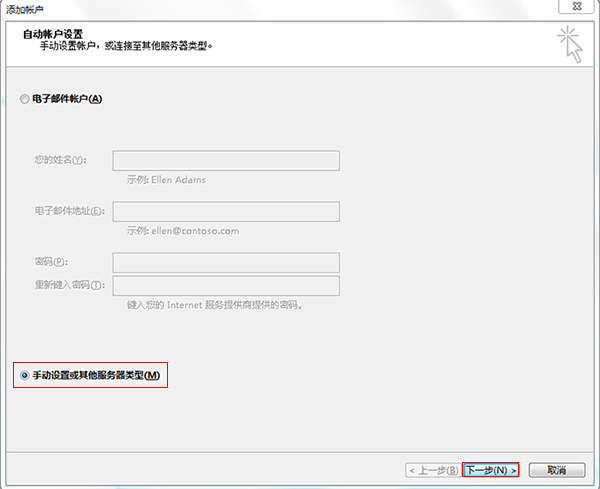 添加帐户
自动帐户设置
手动设置帐户，或连接至其他服务器类型。
电子邮件帐户(A)
您的姓名(Y):
示例: Ellen Adams
电子邮件地址(E):
示例: ellen@contoso.com
密码(P):
重新键入密码(T):
键入您的 Internet 服务提供商提供的密码。
手动设置或其他服务器类型(M)
< 上一步(B) 下一步(N) > 取消